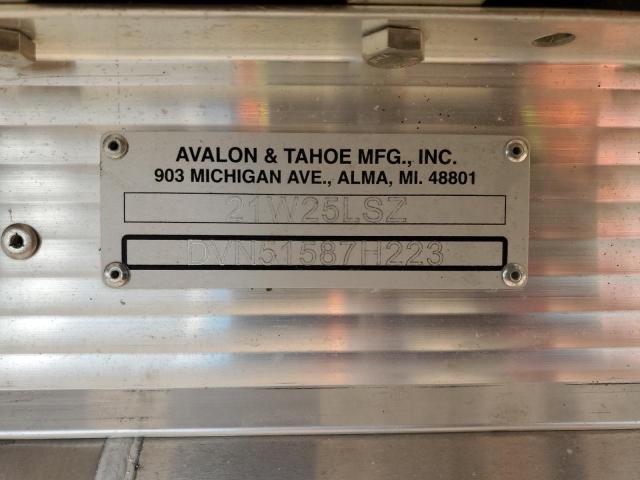 AVALON & TAHOE MFG., INC.
903 MICHIGAN AVE., ALMA, MI. 48801
21W25LSZ
DVN51587H223